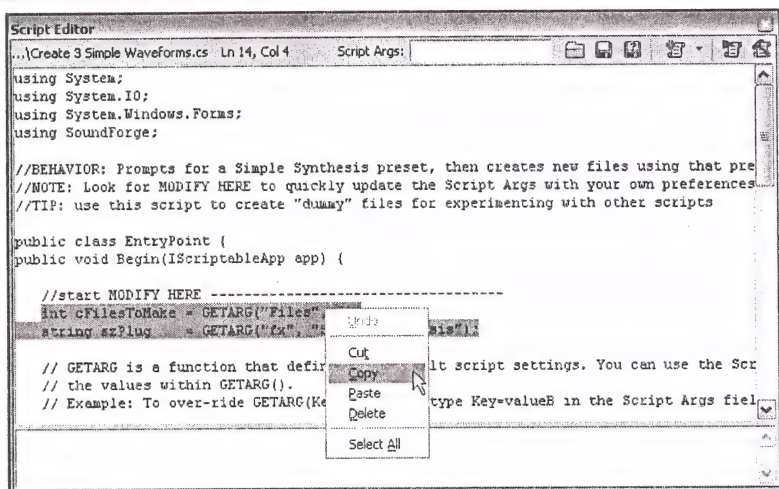 Script Editor
...\Create 3 Simple Waveforms.cs Ln 14, Col 4 Script Args:
using System;
using System.IO;
using System.Windows.Forms;
using SoundForge;
//BEHAVIOR: Prompts for a Simple Synthesis preset, then creates new files using that pre
//NOTE: Look for MODIFY HERE to quickly update the Script Args with your own preferences
//TIP: use this script to create "dummy" files for experimenting with other scripts
public class EntryPoint {
public void Begin(IScriptableApp app) {
//start MODIFY HERE -----------------------------------
int cFilesToMake = GETARG("Files"
string szPlug = GETARG("fx", "sis");
// GETARG is a function that defin lt script settings. You can use the Scr
// the values within GETARG().
// Example: To over-ride GETARG(Ke type Key=valueB in the Script Args fiel
Undo
Cut
Copy
Paste
Delete
Select All